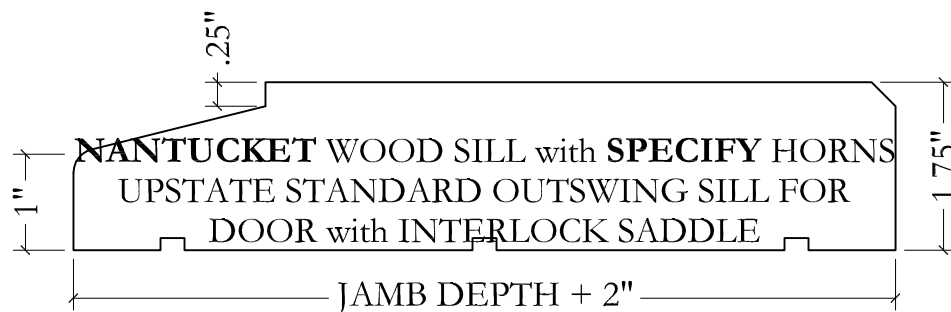 .25"
NANTUCKET WOOD SILL with SPECIFY HORNS
UPSTATE STANDARD OUTSWING SILL FOR
DOOR with INTERLOCK SADDLE
1"
1.75"
JAMB DEPTH + 2"